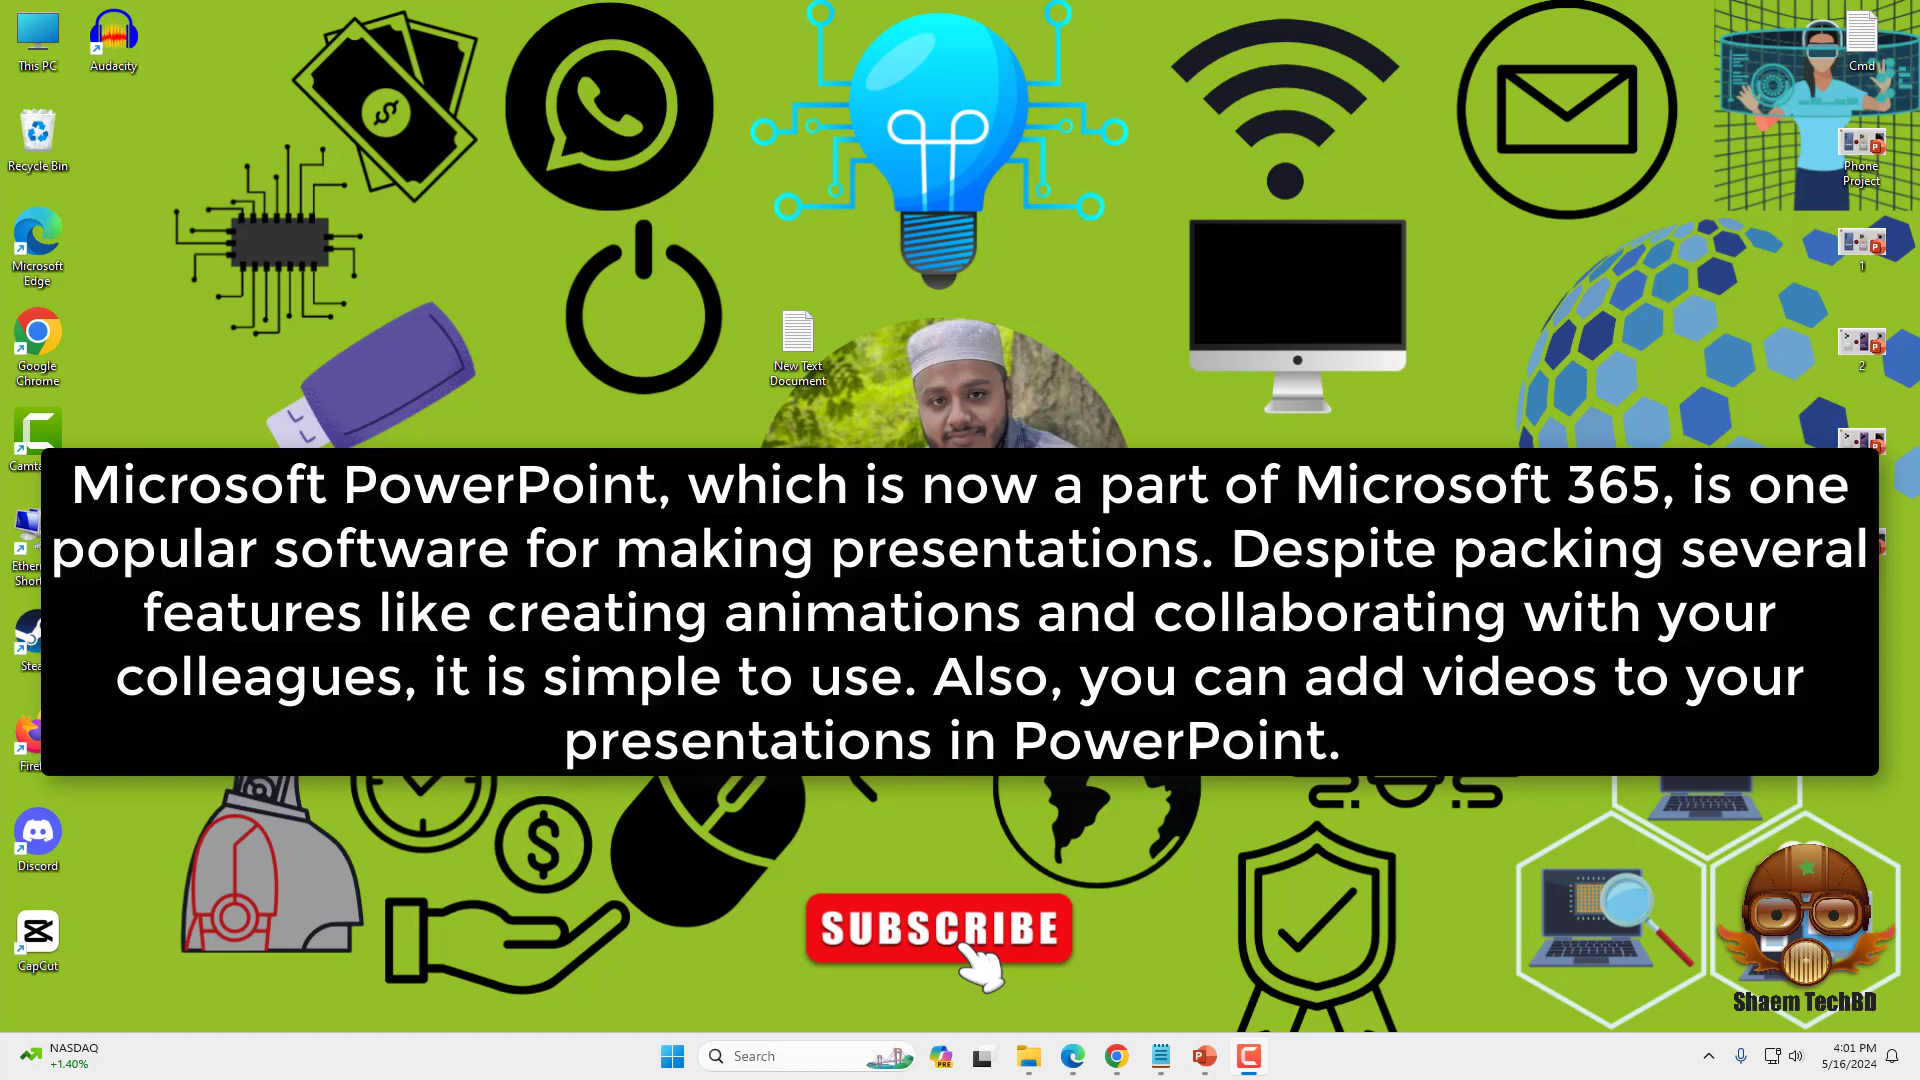 This PC
Audacity
Cmd
Recycle Bin
Phone
Project
Microsoft
Edge
1
Google
Chrome
New Text
Document
2
Microsoft PowerPoint, which is now a part of Microsoft 365, is one
popular software for making presentations. Despite packing several
features like creating animations and collaborating with your
colleagues, it is simple to use. Also, you can add videos to your
presentations in PowerPoint.
Discord
CapCut
SUBSCRIBE
Shaem TechBD
NASDAQ
+1.40%
Search
PRE
4:01 PM
5/16/2024